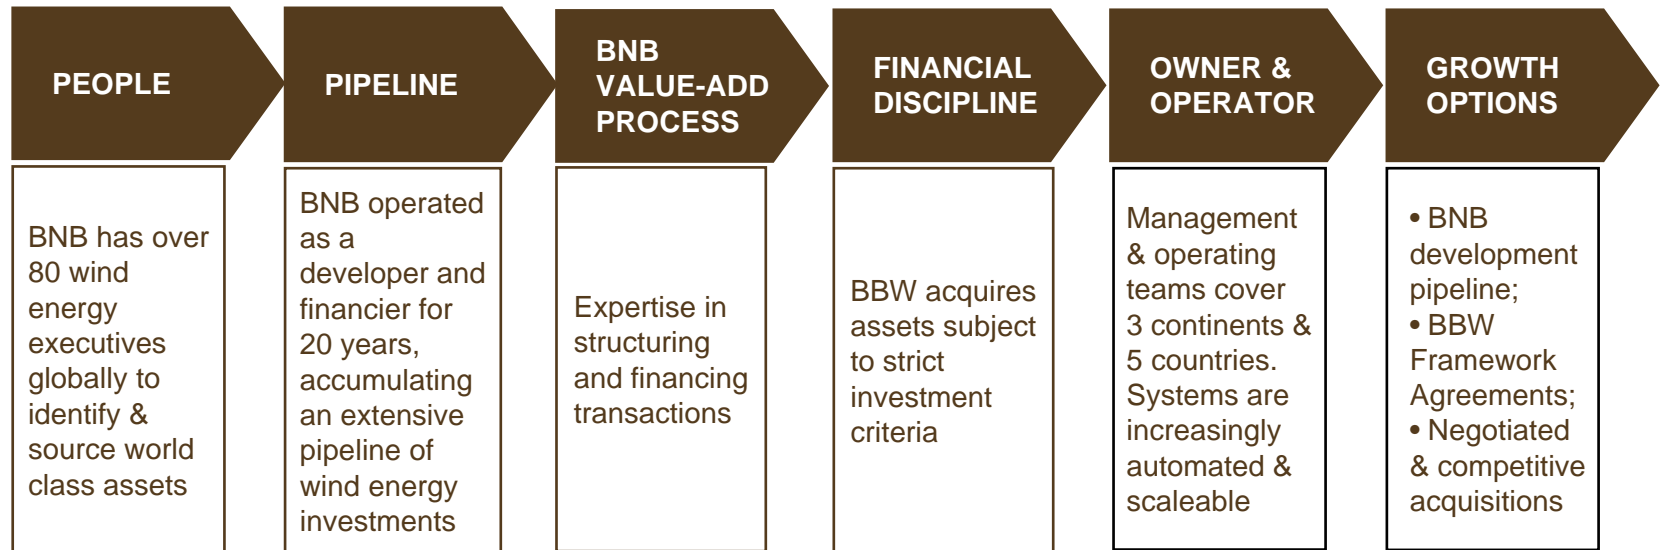 PEOPLE
PIPELINE
BNB
VALUE-ADD
PROCESS
FINANCIAL
DISCIPLINE
OWNER &
OPERATOR
GROWTH
OPTIONS
BNB has over
80 wind
energy
executives
globally to
identify &
source world
class assets
BNB operated
as a
developer and
financier for
20 years,
accumulating
an extensive
pipeline of
wind energy
investments
Expertise in
structuring
and financing
transactions
BBW acquires
assets subject
to strict
investment
criteria
Management
& operating
teams cover
3 continents &
5 countries.
Systems are
increasingly
automated &
scaleable
• BNB
development
pipeline;
• BBW
Framework
Agreements;
• Negotiated
& competitive
acquisitions